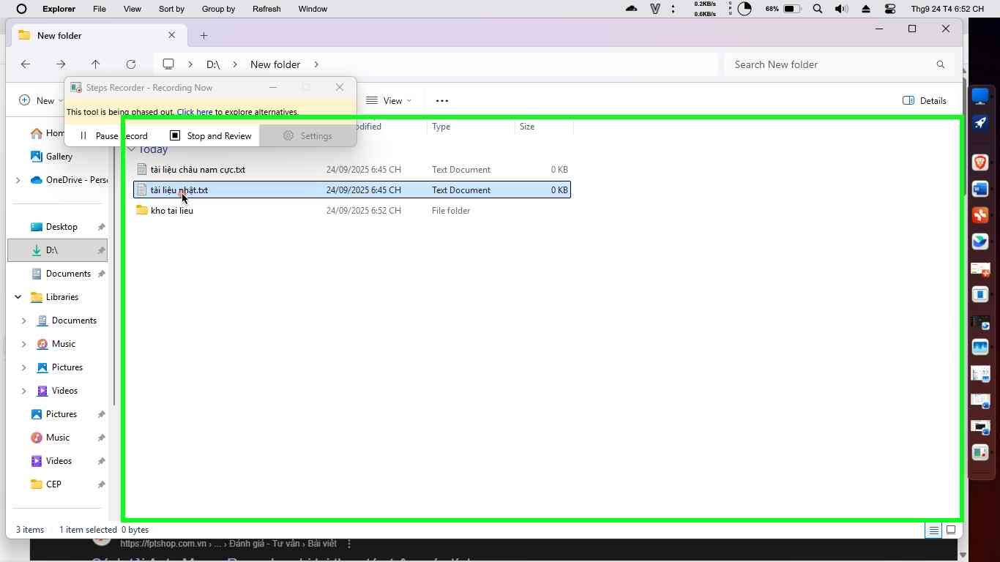 Explorer File View Sort by Group by Refresh Window 0.2KB/s 0.6KB/s CPU 68% Thg9 24 T4 6:52 CH
New folder
D:\ New folder Search New folder
Steps Recorder - Recording Now
New View Details
This tool is being phased out. Click here to explore alternatives.
Pause Record Stop and Review Settings
Type Size
Today
tài liệu châu nam cực.txt 24/09/2025 6:45 CH Text Document 0 KB
tài liệu nhật.txt 24/09/2025 6:45 CH Text Document 0 KB
kho tai lieu 24/09/2025 6:52 CH File folder
Gallery
OneDrive - Pers
Desktop
D:\
Documents
Libraries
Documents
Music
Pictures
Videos
Pictures
Music
Videos
CEP
3 items 1 item selected 0 bytes
https://fptshop.com.vn › ... › Đánh giá - Tư vấn › Bài viết